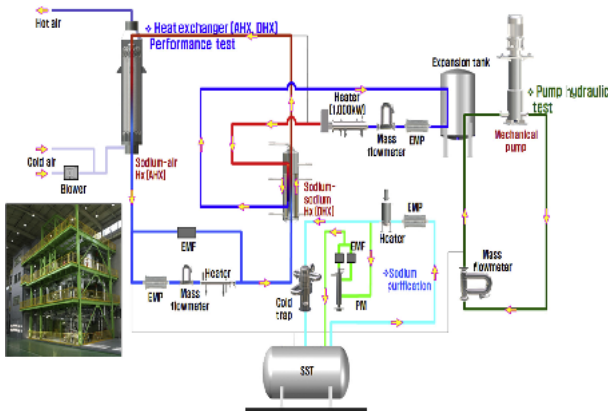 Hot air
❖ Heat exchanger (AHX, DHX)
Performance test
Heater
(1,000kW)
Mass
flowmeter
EMP
Expansion tank
❖ Pump hydraulic
test
Mechanical
pump
Cold air
Blower
Sodium-air
Hx (AHX)
Sodium-
sodium
Hx (DHX)
EMF
EMP
Mass
flowmeter
Heater
Cold
trap
EMF
PM
Heater
EMP
❖Sodium
purification
Mass
flowmeter
SST